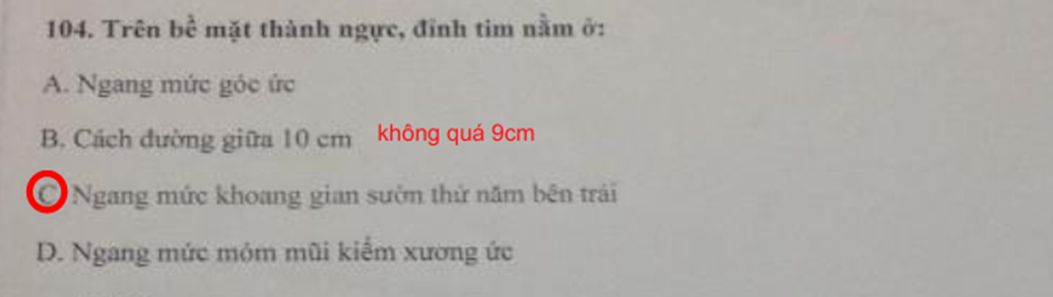 104. Trên bề mặt thành ngực, đỉnh tim nằm ở:
A. Ngang mức góc ức
B. Cách đường giữa 10 cm không quá 9cm
C Ngang mức khoang gian sườn thứ năm bên trái
D. Ngang mức mỏm mũi kiếm xương ức